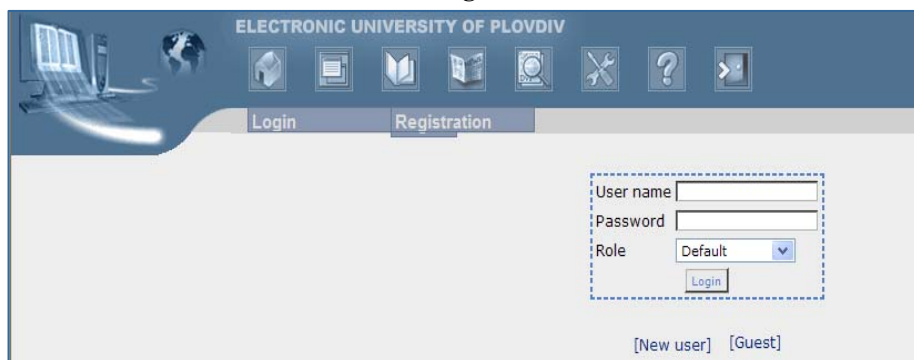 ELECTRONIC UNIVERSITY OF PLOVDIV
Login Registration
User name
Password
Role Default
Login
[New user] [Guest]